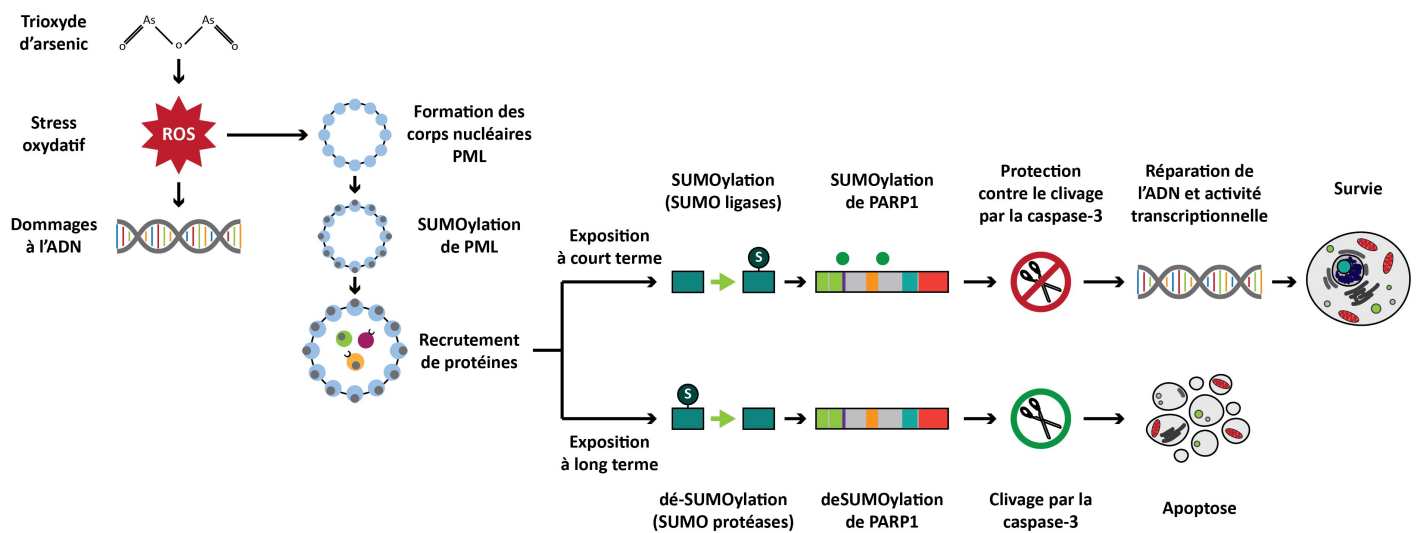 Trioxyde
d’arsenic
As
As
o
o
o
Stress
oxydatif
ROS
Dommages
à l’ADN
Formation des
corps nucléaires
PML
SUMOylation
de PML
Recrutement
de protéines
Exposition
à court terme
SUMOylation
(SUMO ligases)
S
SUMOylation
de PARP1
Protection
contre le clivage
par la caspase-3
Réparation de
l’ADN et activité
transcriptionnelle
Survie
Exposition
à long terme
S
dé-SUMOylation
(SUMO protéases)
deSUMOylation
de PARP1
Clivage par la
caspase-3
Apoptose